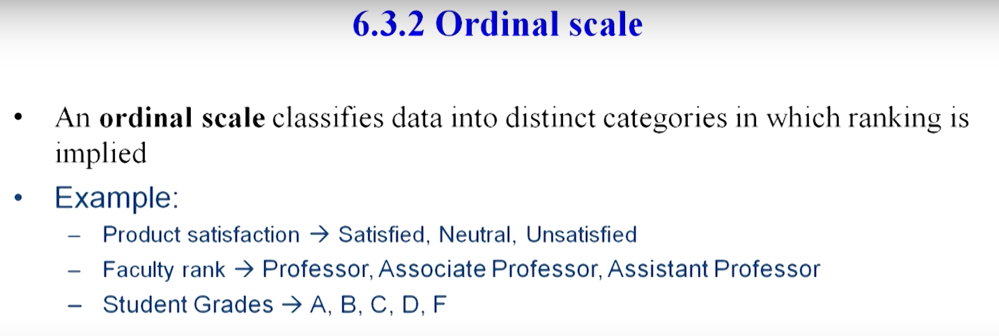 6.3.2 Ordinal scale
• An ordinal scale classifies data into distinct categories in which ranking is
implied
• Example:
– Product satisfaction → Satisfied, Neutral, Unsatisfied
– Faculty rank → Professor, Associate Professor, Assistant Professor
– Student Grades → A, B, C, D, F